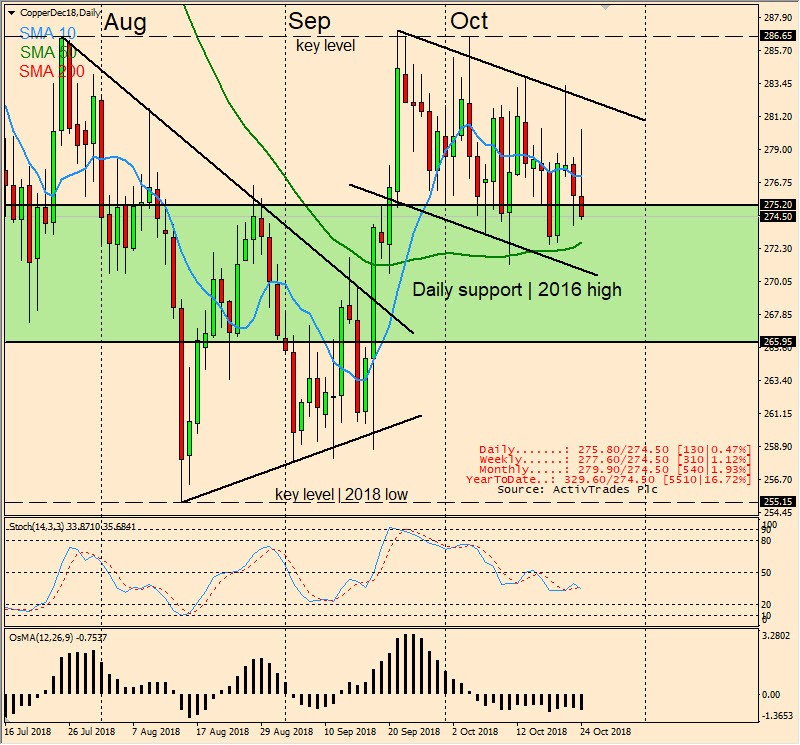 CopperDec18,Daily
Aug
Sep
Oct
SMA 10
SMA 50
SMA 200
key level
287.90
286.65
285.70
283.45
281.20
279.00
276.75
275.20
274.50
272.30
270.05
267.85
265.95
265.60
263.40
261.15
258.90
256.70
255.15
254.45
Daily support | 2016 high
Daily......: 275.80/274.50 [130|0.47%]
Weekly.....: 277.60/274.50 [310|1.12%]
Monthly....: 279.90/274.50 [540|1.93%]
YearToDate..: 329.60/274.50 [5510|16.72%]
Source: ActivTrades Plc
key level | 2018 low
Stoch(14,3,3) 33.8710 35.6841
100
90
80
50
20
10
0
OsMA(12,26,9) -0.7537
3.2802
0.00
-1.3653
16 Jul 2018
26 Jul 2018
7 Aug 2018
17 Aug 2018
29 Aug 2018
10 Sep 2018
20 Sep 2018
2 Oct 2018
12 Oct 2018
24 Oct 2018